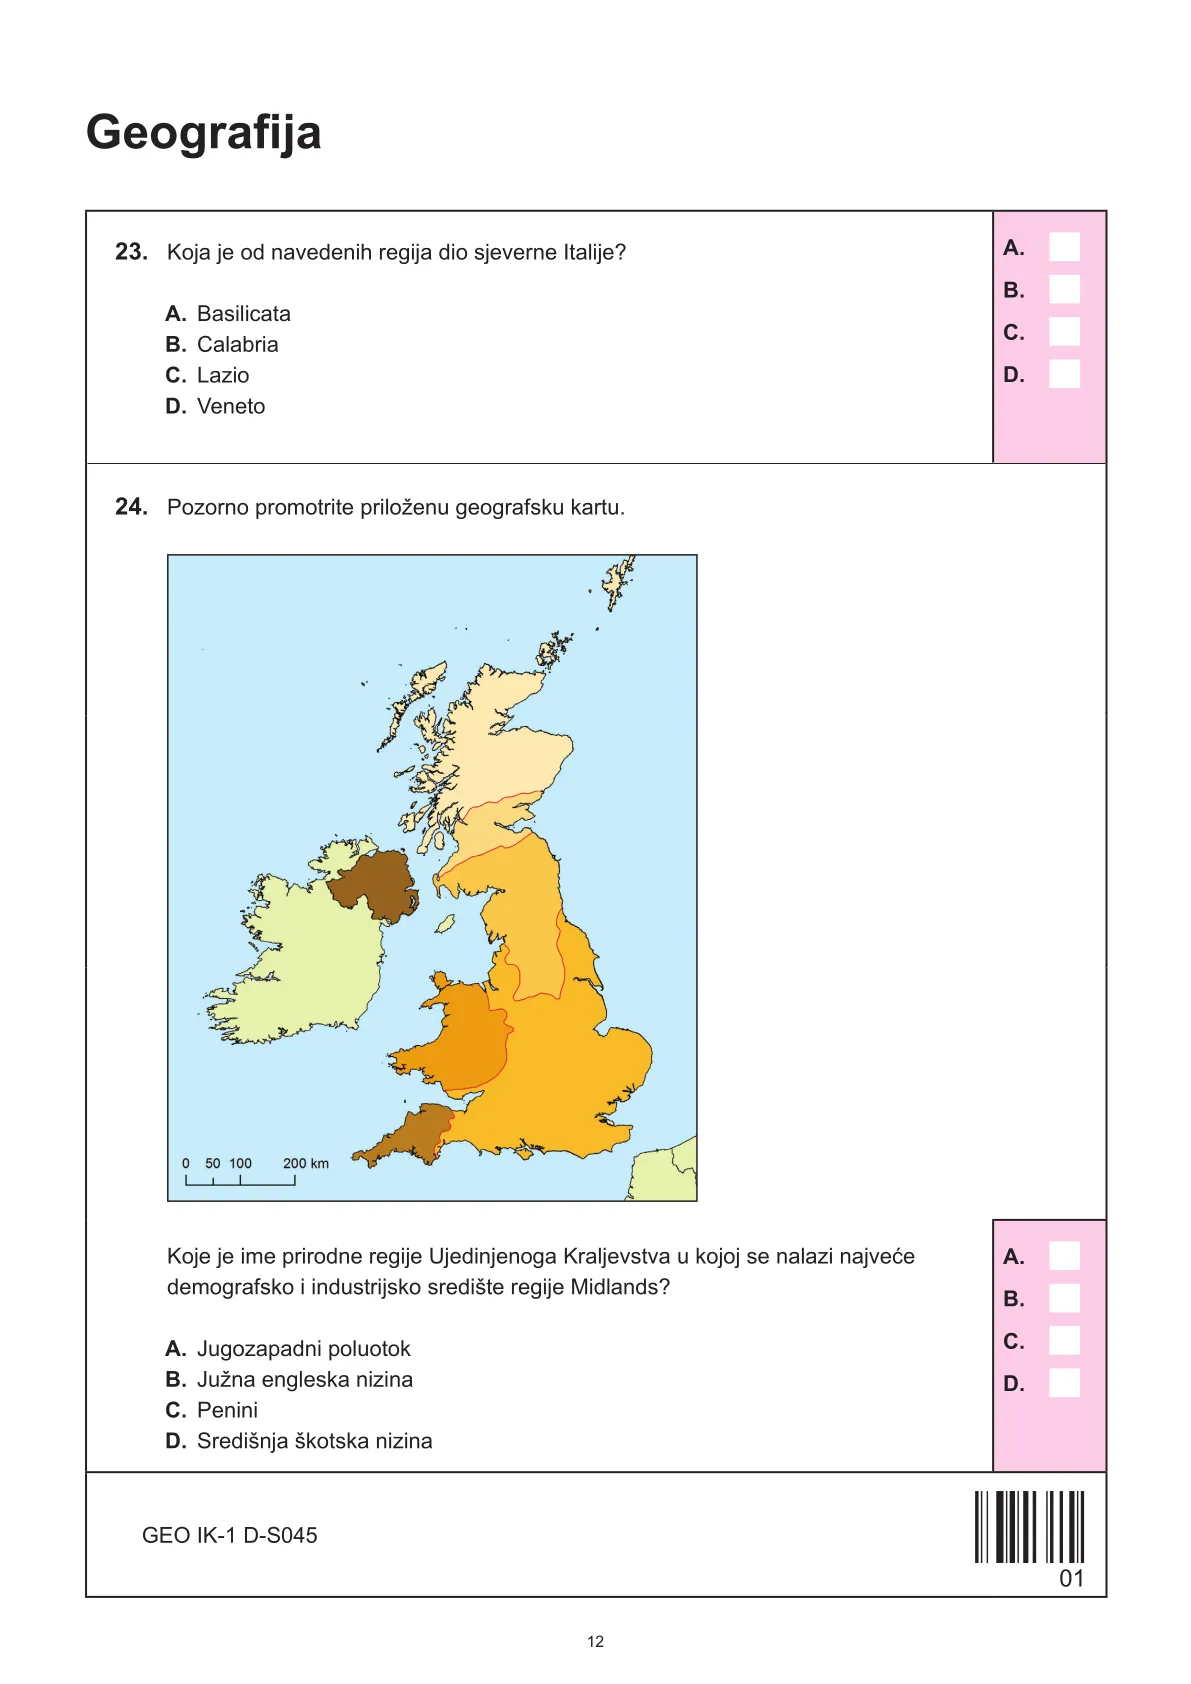 Geografija
23. Koja je od navedenih regija dio sjeverne Italije?
A. Basilicata
B. Calabria
C. Lazio
D. Veneto
A.
B.
C.
D.
24. Pozorno promotrite priloženu geografsku kartu.
0 50 100 200 km
Koje je ime prirodne regije Ujedinjenoga Kraljevstva u kojoj se nalazi najveće
demografsko i industrijsko središte regije Midlands?
A. Jugozapadni poluotok
B. Južna engleska nizina
C. Penini
D. Središnja škotska nizina
A.
B.
C.
D.
GEO IK-1 D-S045
01
12